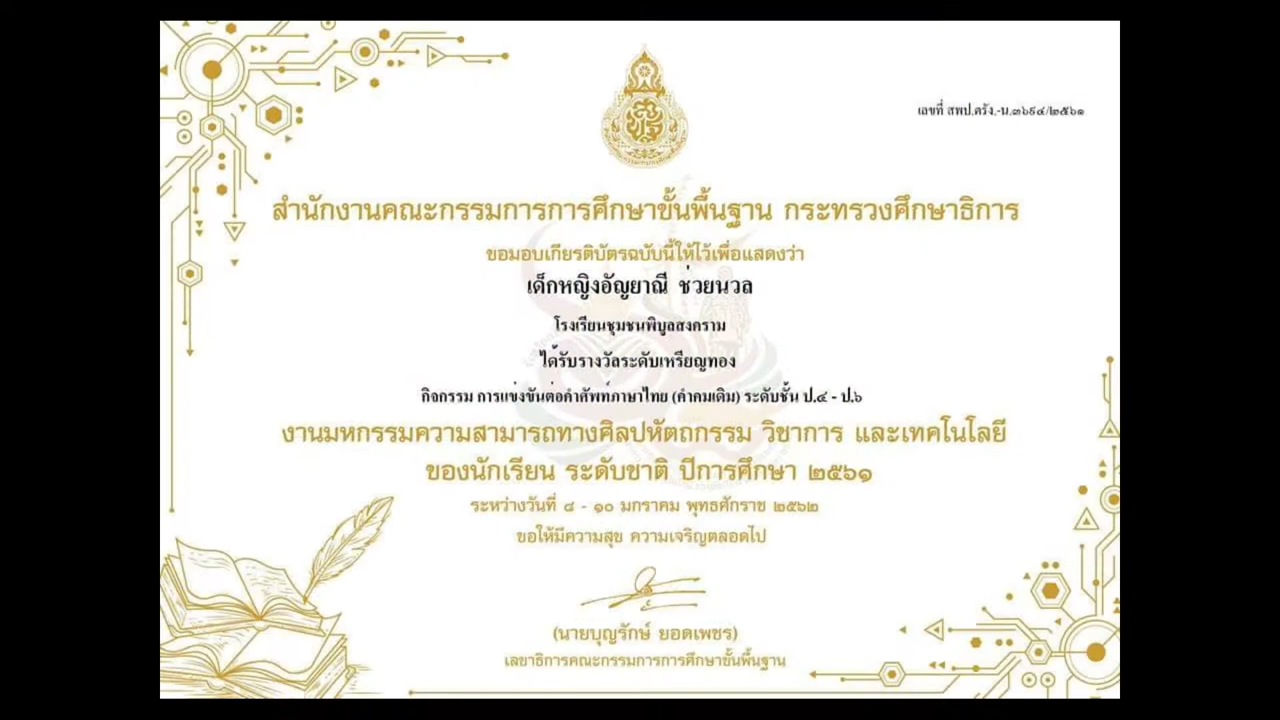 เลขที่ สพป.ตรัง.-น.๓๖๙๔/๒๕๖๑
สำนักงานคณะกรรมการการศึกษาขั้นพื้นฐาน กระทรวงศึกษาธิการ
ขอมอบเกียรติบัตรฉบับนี้ให้ไว้เพื่อแสดงว่า
เด็กหญิงอัญยาณี ช่วยนวล
โรงเรียนชุมชนพิบูลสงคราม
ได้รับรางวัลระดับเหรียญทอง
กิจกรรม การแข่งขันต่อคำศัพท์ภาษาไทย (คำคมเดิม) ระดับชั้น ป.๔ - ป.๖
งานมหกรรมความสามารถทางศิลปหัตถกรรม วิชาการ และเทคโนโลยี
ของนักเรียน ระดับชาติ ปีการศึกษา ๒๕๖๑
ระหว่างวันที่ ๘ - ๑๐ มกราคม พุทธศักราช ๒๕๖๒
ขอให้มีความสุข ความเจริญตลอดไป
(นายบุญรักษ์ ยอดเพชร)
เลขาธิการคณะกรรมการการศึกษาขั้นพื้นฐาน